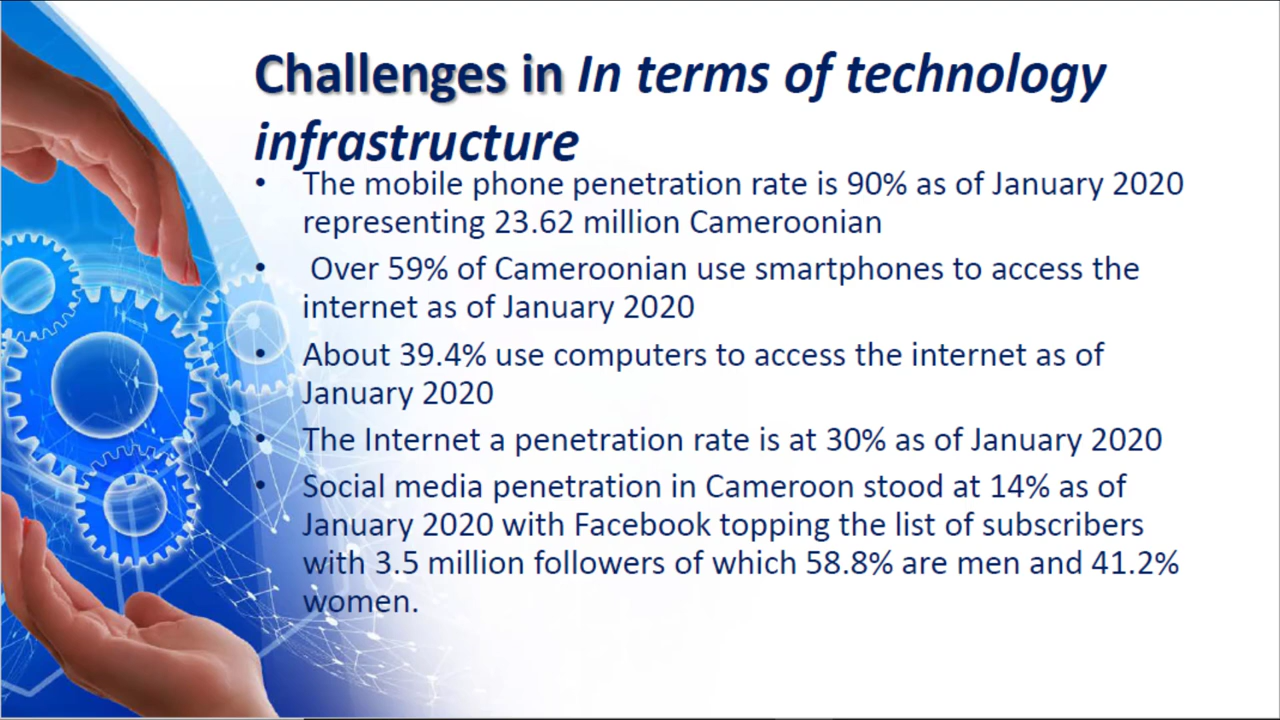 Challenges in In terms of technology
infrastructure
• The mobile phone penetration rate is 90% as of January 2020
representing 23.62 million Cameroonian
• Over 59% of Cameroonian use smartphones to access the
internet as of January 2020
• About 39.4% use computers to access the internet as of
January 2020
• The Internet a penetration rate is at 30% as of January 2020
• Social media penetration in Cameroon stood at 14% as of
January 2020 with Facebook topping the list of subscribers
with 3.5 million followers of which 58.8% are men and 41.2%
women.